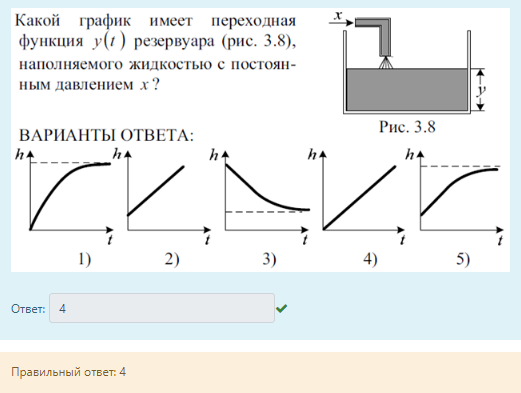 Какой график имеет переходная
функция y(t) резервуара (рис. 3.8),
наполняемого жидкостью с постоян-
ным давлением x?
x
y
Рис. 3.8
ВАРИАНТЫ ОТВЕТА:
h h h h h
t t t t t
1) 2) 3) 4) 5)
Ответ: 4
Правильный ответ: 4